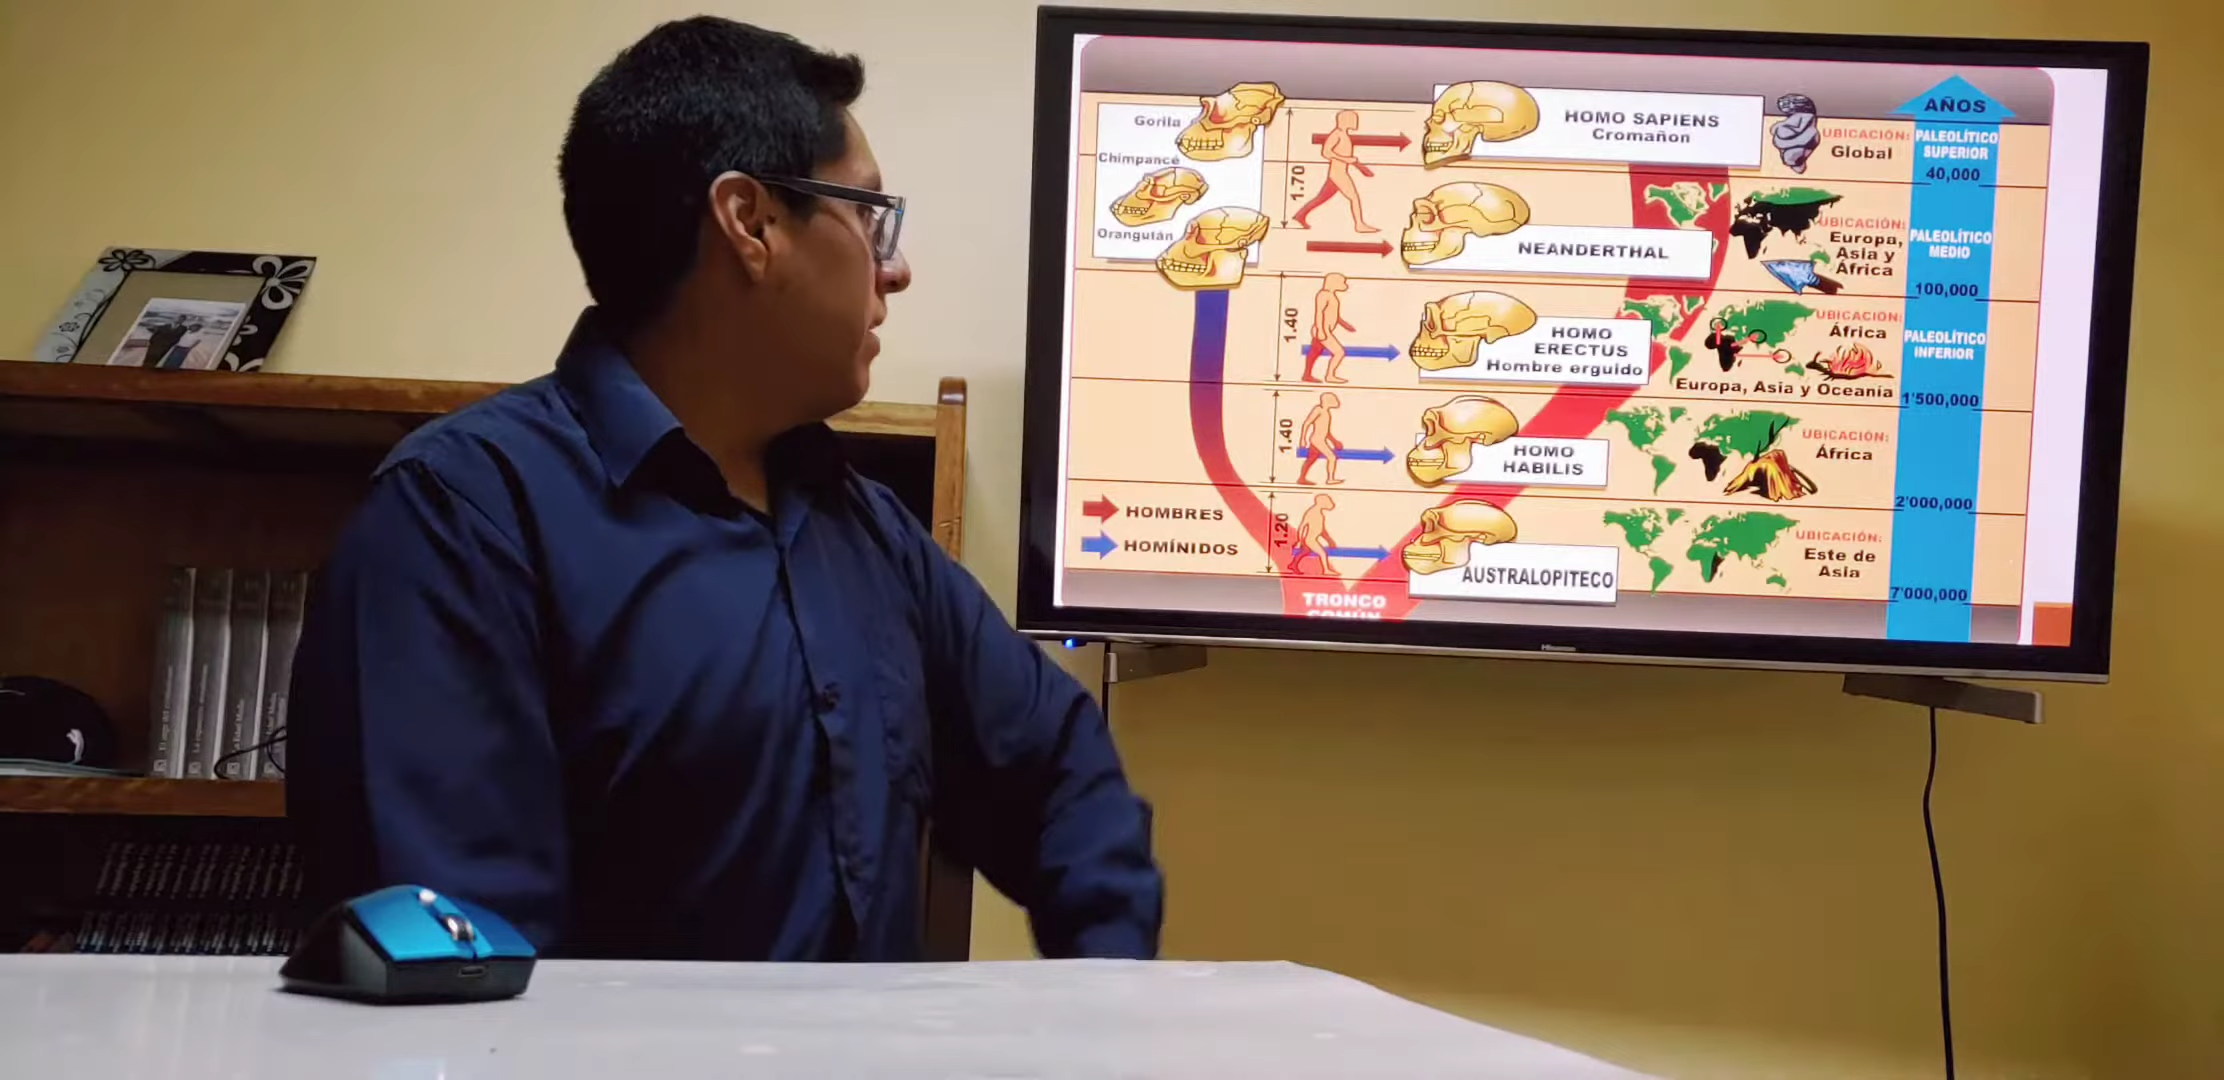 Gorila
Chimpancé
Orangután
HOMBRES
HOMÍNIDOS
1.70
1.40
1.40
1.20
TRONCO
COMÚN
HOMO SAPIENS
Cromañon
NEANDERTHAL
HOMO
ERECTUS
Hombre erguido
HOMO
HABILIS
AUSTRALOPITECO
UBICACIÓN:
Global
UBICACIÓN:
Europa,
Asia y
África
UBICACIÓN:
África
Europa, Asia y Oceanía
UBICACIÓN:
África
UBICACIÓN:
Este de
Asia
AÑOS
PALEOLÍTICO
SUPERIOR
40,000
PALEOLÍTICO
MEDIO
100,000
PALEOLÍTICO
INFERIOR
1'500,000
2'000,000
7'000,000
Hisense